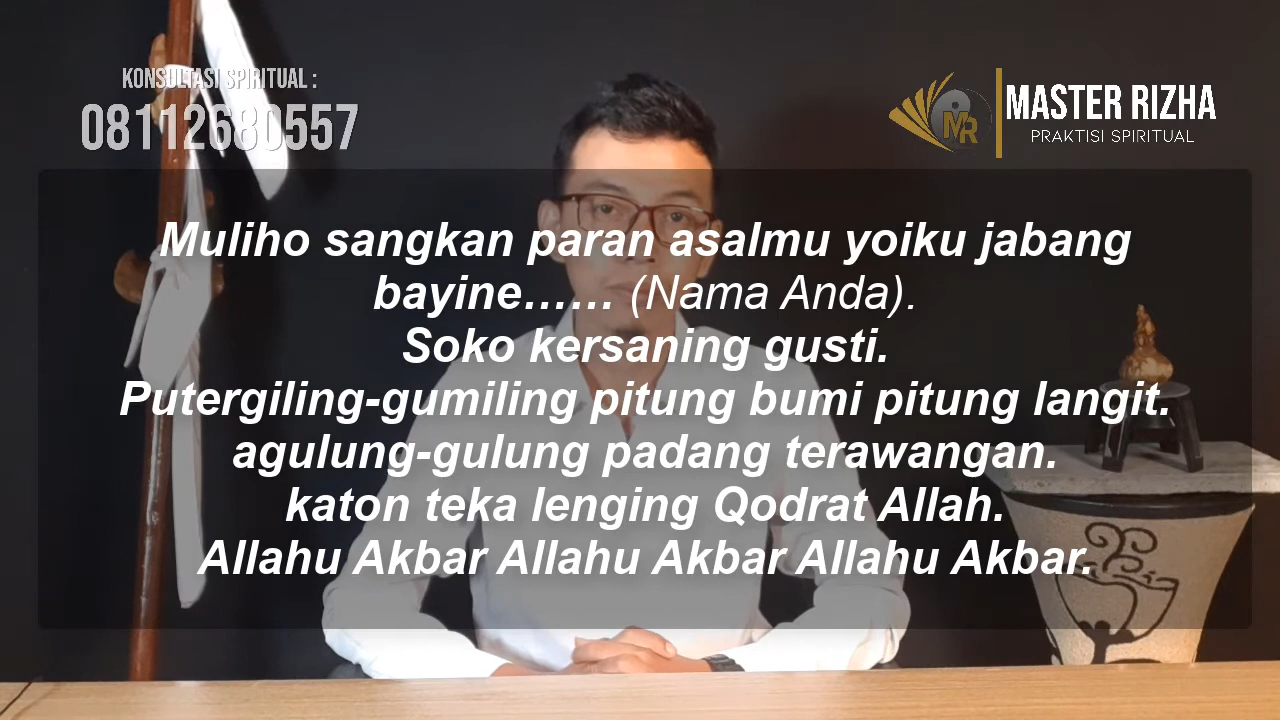 KONSULTASI SPIRITUAL :
08112680557
MR
MASTER RIZHA
PRAKTISI SPIRITUAL
Muliho sangkan paran asalmu yoiku jabang
bayine...... (Nama Anda).
Soko kersaning gusti.
Putergiling-gumiling pitung bumi pitung langit.
agulung-gulung padang terawangan.
katon teka lenging Qodrat Allah.
Allahu Akbar Allahu Akbar Allahu Akbar.